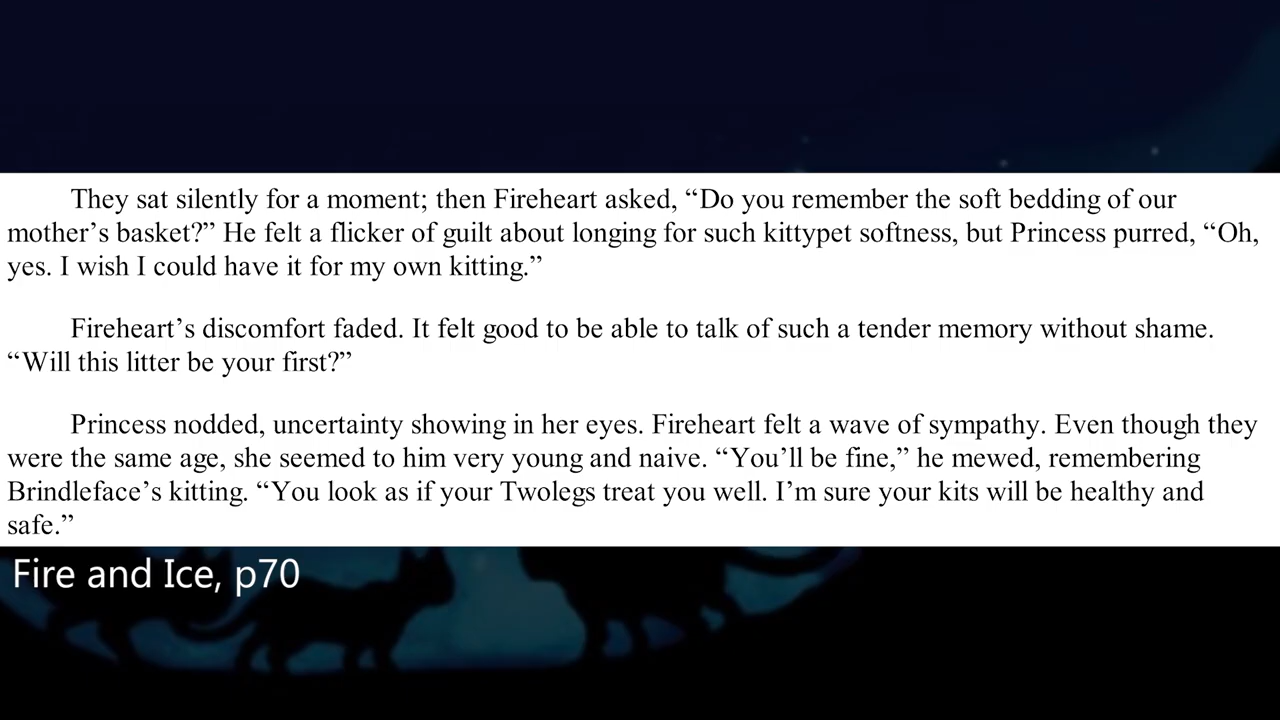 They sat silently for a moment; then Fireheart asked, “Do you remember the soft bedding of our
mother’s basket?” He felt a flicker of guilt about longing for such kittypet softness, but Princess purred, “Oh,
yes. I wish I could have it for my own kitting.”
Fireheart’s discomfort faded. It felt good to be able to talk of such a tender memory without shame.
“Will this litter be your first?”
Princess nodded, uncertainty showing in her eyes. Fireheart felt a wave of sympathy. Even though they
were the same age, she seemed to him very young and naive. “You’ll be fine,” he mewed, remembering
Brindleface’s kitting. “You look as if your Twolegs treat you well. I’m sure your kits will be healthy and
safe.”
Fire and Ice, p70